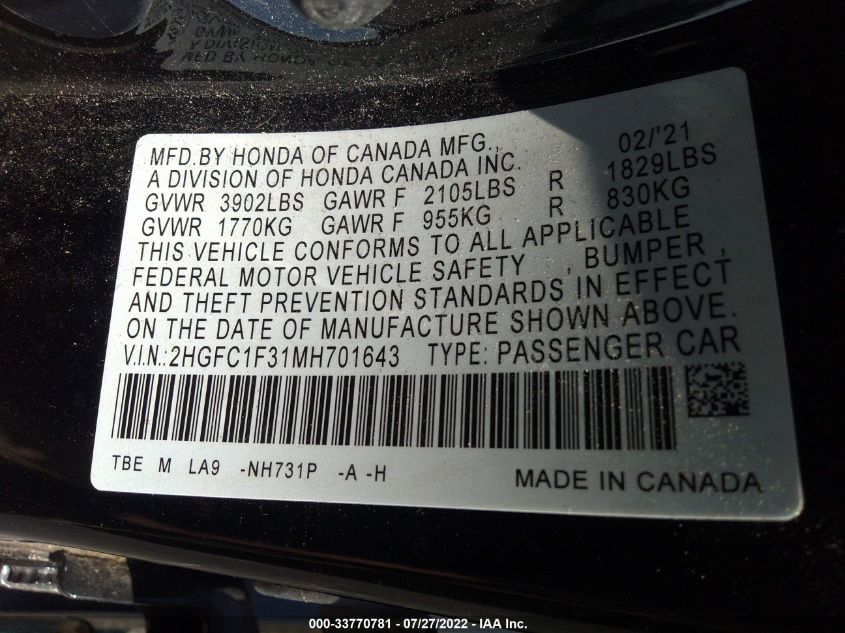 MFD.BY HONDA OF CANADA MFG., 02/'21
A DIVISION OF HONDA CANADA INC.
GVWR 3902LBS GAWR F 2105LBS R 1829LBS
GVWR 1770KG GAWR F 955KG R 830KG
THIS VEHICLE CONFORMS TO ALL APPLICABLE
FEDERAL MOTOR VEHICLE SAFETY , BUMPER ,
AND THEFT PREVENTION STANDARDS IN EFFECT
ON THE DATE OF MANUFACTURE SHOWN ABOVE.
V.I.N.:2HGFC1F31MH701643 TYPE: PASSENGER CAR
TBE M LA9 -NH731P -A -H MADE IN CANADA
000-33770781 - 07/27/2022 - IAA Inc.